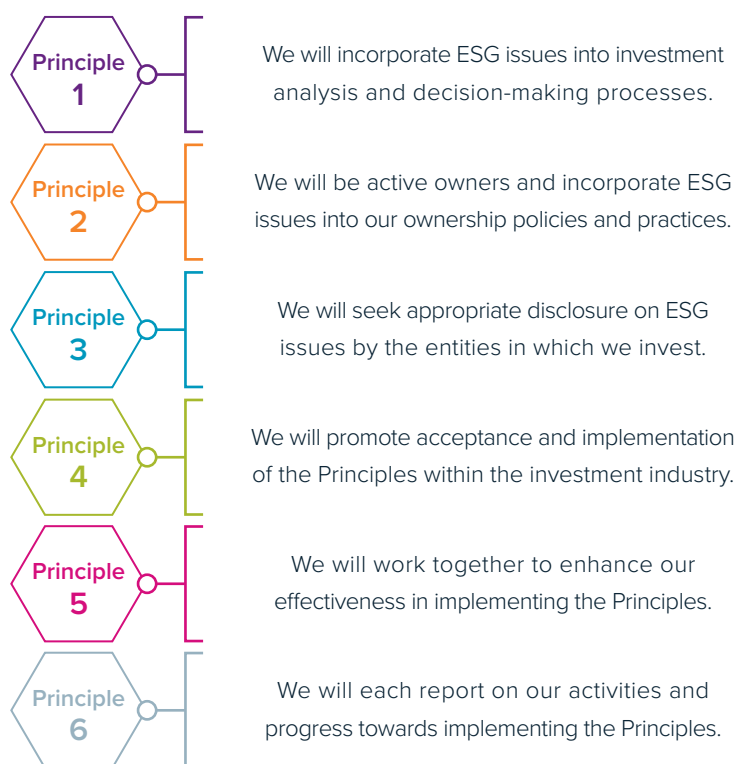 Principle
1
We will incorporate ESG issues into investment
analysis and decision-making processes.
Principle
2
We will be active owners and incorporate ESG
issues into our ownership policies and practices.
Principle
3
We will seek appropriate disclosure on ESG
issues by the entities in which we invest.
Principle
4
We will promote acceptance and implementation
of the Principles within the investment industry.
Principle
5
We will work together to enhance our
effectiveness in implementing the Principles.
Principle
6
We will each report on our activities and
progress towards implementing the Principles.